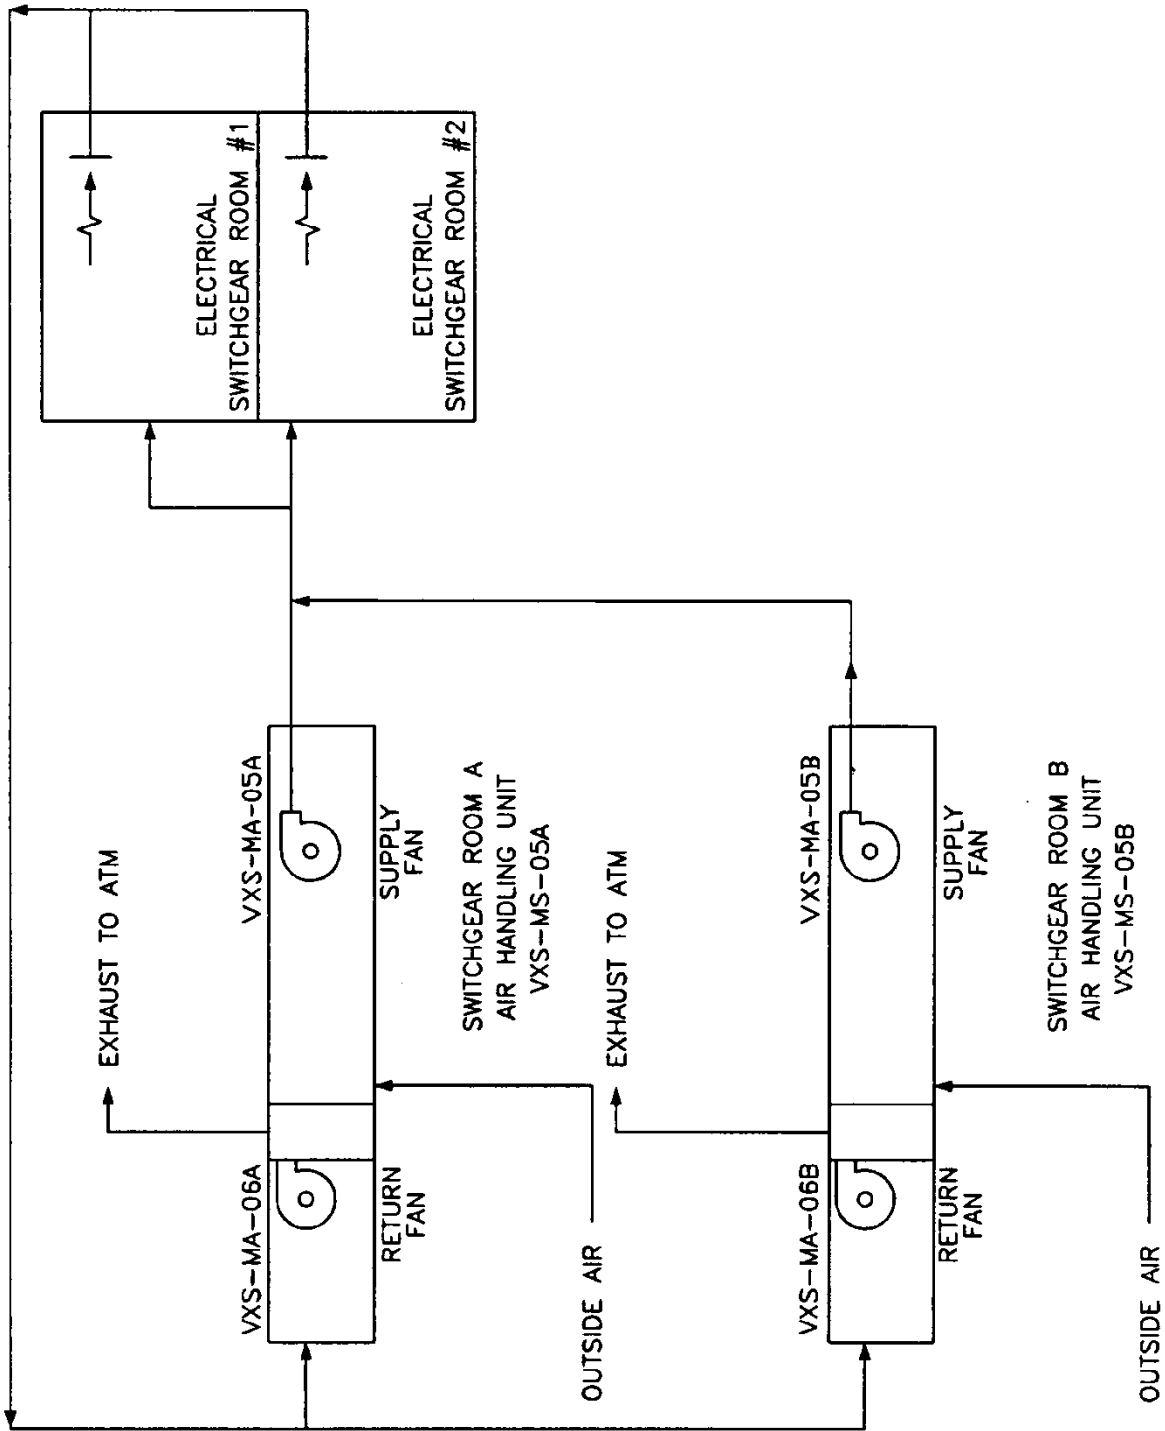 EXHAUST TO ATM
VXS-MA-06A
VXS-MA-05A
RETURN
FAN
SUPPLY
FAN
SWITCHGEAR ROOM A
AIR HANDLING UNIT
VXS-MS-05A
OUTSIDE AIR
ELECTRICAL
SWITCHGEAR ROOM #1
ELECTRICAL
SWITCHGEAR ROOM #2
EXHAUST TO ATM
VXS-MA-06B
VXS-MA-05B
RETURN
FAN
SUPPLY
FAN
SWITCHGEAR ROOM B
AIR HANDLING UNIT
VXS-MS-05B
OUTSIDE AIR